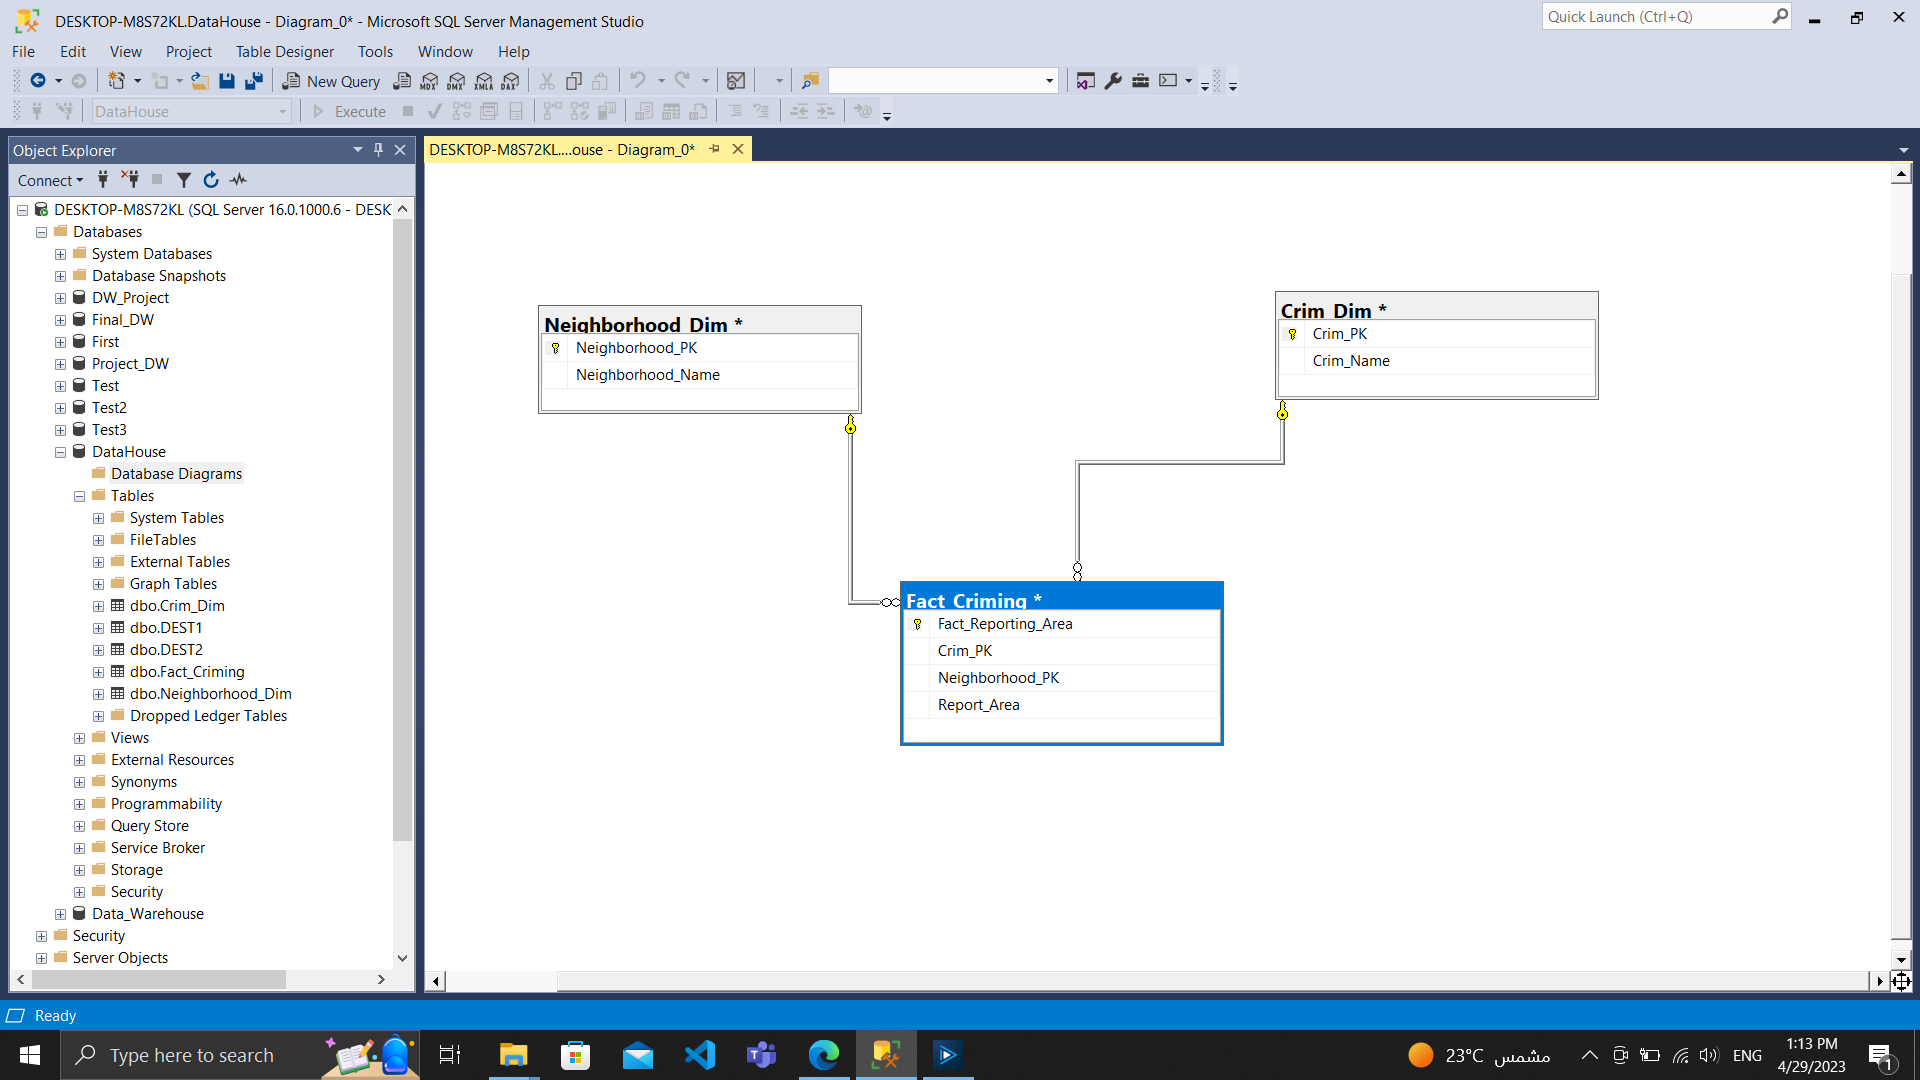 DESKTOP-M8S72KL.DataHouse - Diagram_0* - Microsoft SQL Server Management Studio
Quick Launch (Ctrl+Q)
File Edit View Project Table Designer Tools Window Help
New Query MDX DMX XMLA DAX
DataHouse Execute
Object Explorer
DESKTOP-M8S72KL....ouse - Diagram_0*
Connect
DESKTOP-M8S72KL (SQL Server 16.0.1000.6 - DESK
Databases
System Databases
Database Snapshots
DW_Project
Final_DW
First
Project_DW
Test
Test2
Test3
DataHouse
Database Diagrams
Tables
System Tables
FileTables
External Tables
Graph Tables
dbo.Crim_Dim
dbo.DEST1
dbo.DEST2
dbo.Fact_Criming
dbo.Neighborhood_Dim
Dropped Ledger Tables
Views
External Resources
Synonyms
Programmability
Query Store
Service Broker
Storage
Security
Data_Warehouse
Security
Server Objects
Neighborhood_Dim *
Neighborhood_PK
Neighborhood_Name
Crim_Dim *
Crim_PK
Crim_Name
Fact_Criming *
Fact_Reporting_Area
Crim_PK
Neighborhood_PK
Report_Area
Ready
Type here to search
23°C مشمس
ENG
1:13 PM
4/29/2023
1